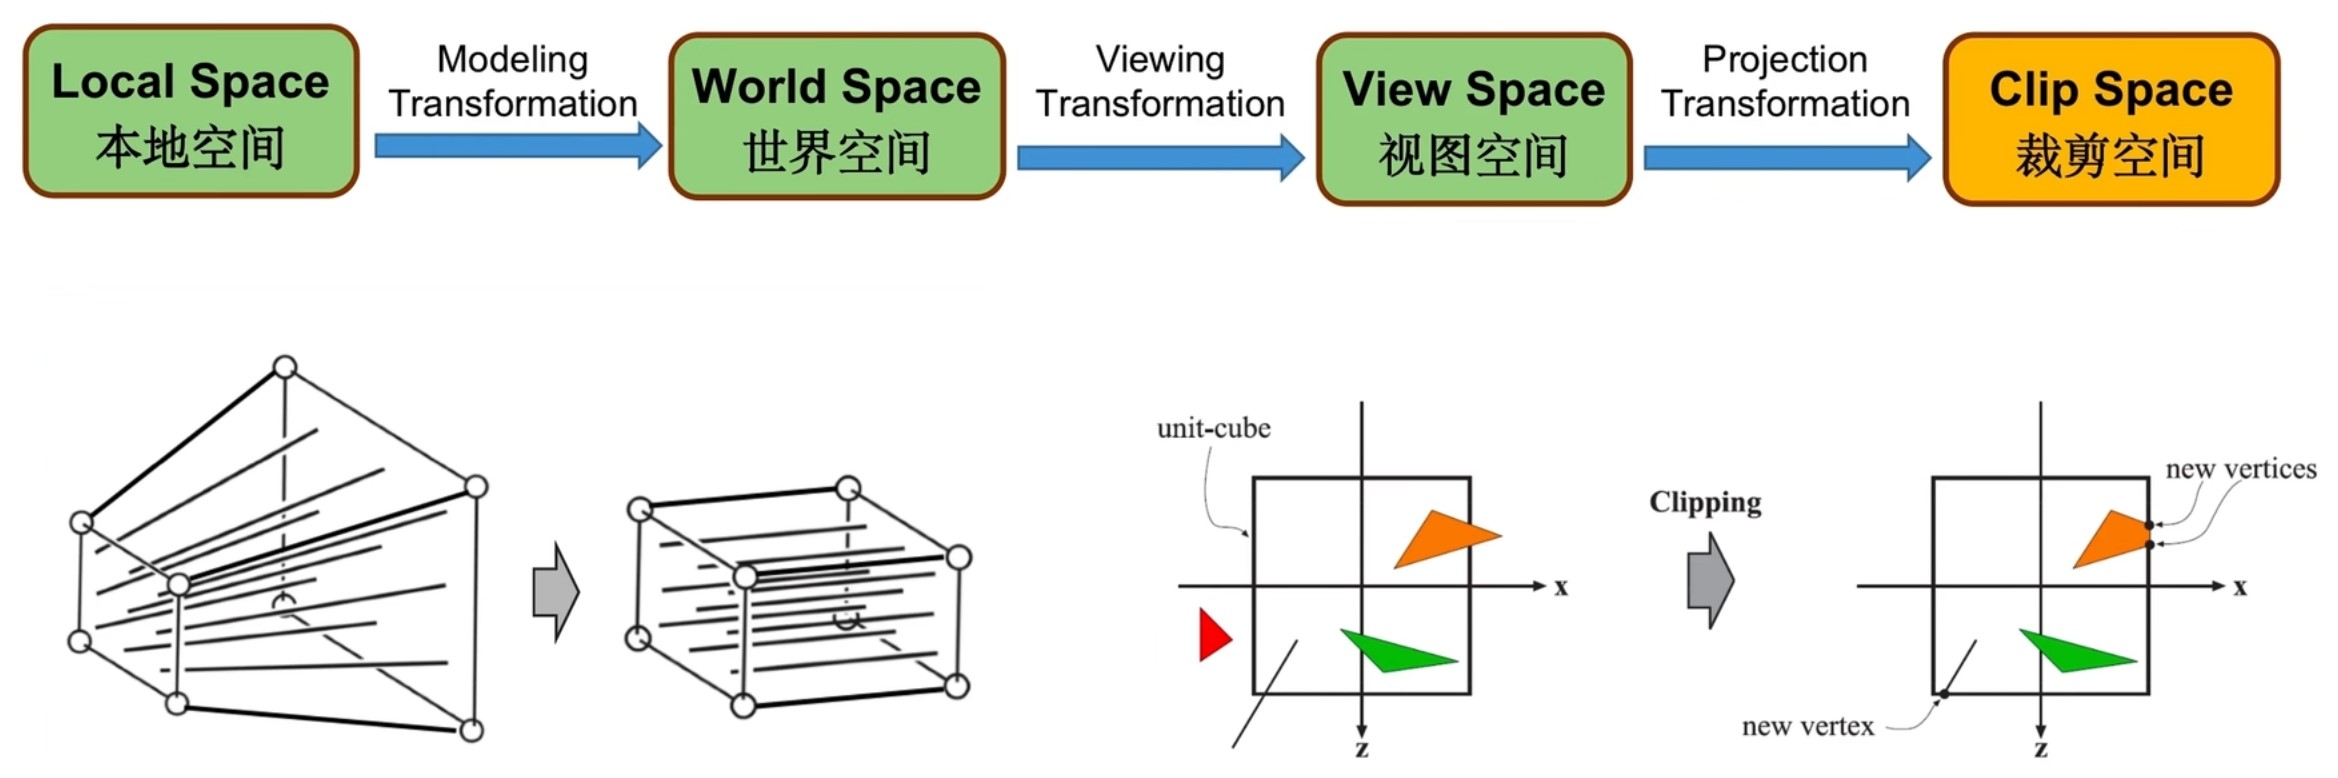 Local Space
本地空间
Modeling
Transformation
World Space
世界空间
Viewing
Transformation
View Space
视图空间
Projection
Transformation
Clip Space
裁剪空间
unit-cube
x
z
Clipping
new vertices
x
new vertex
z